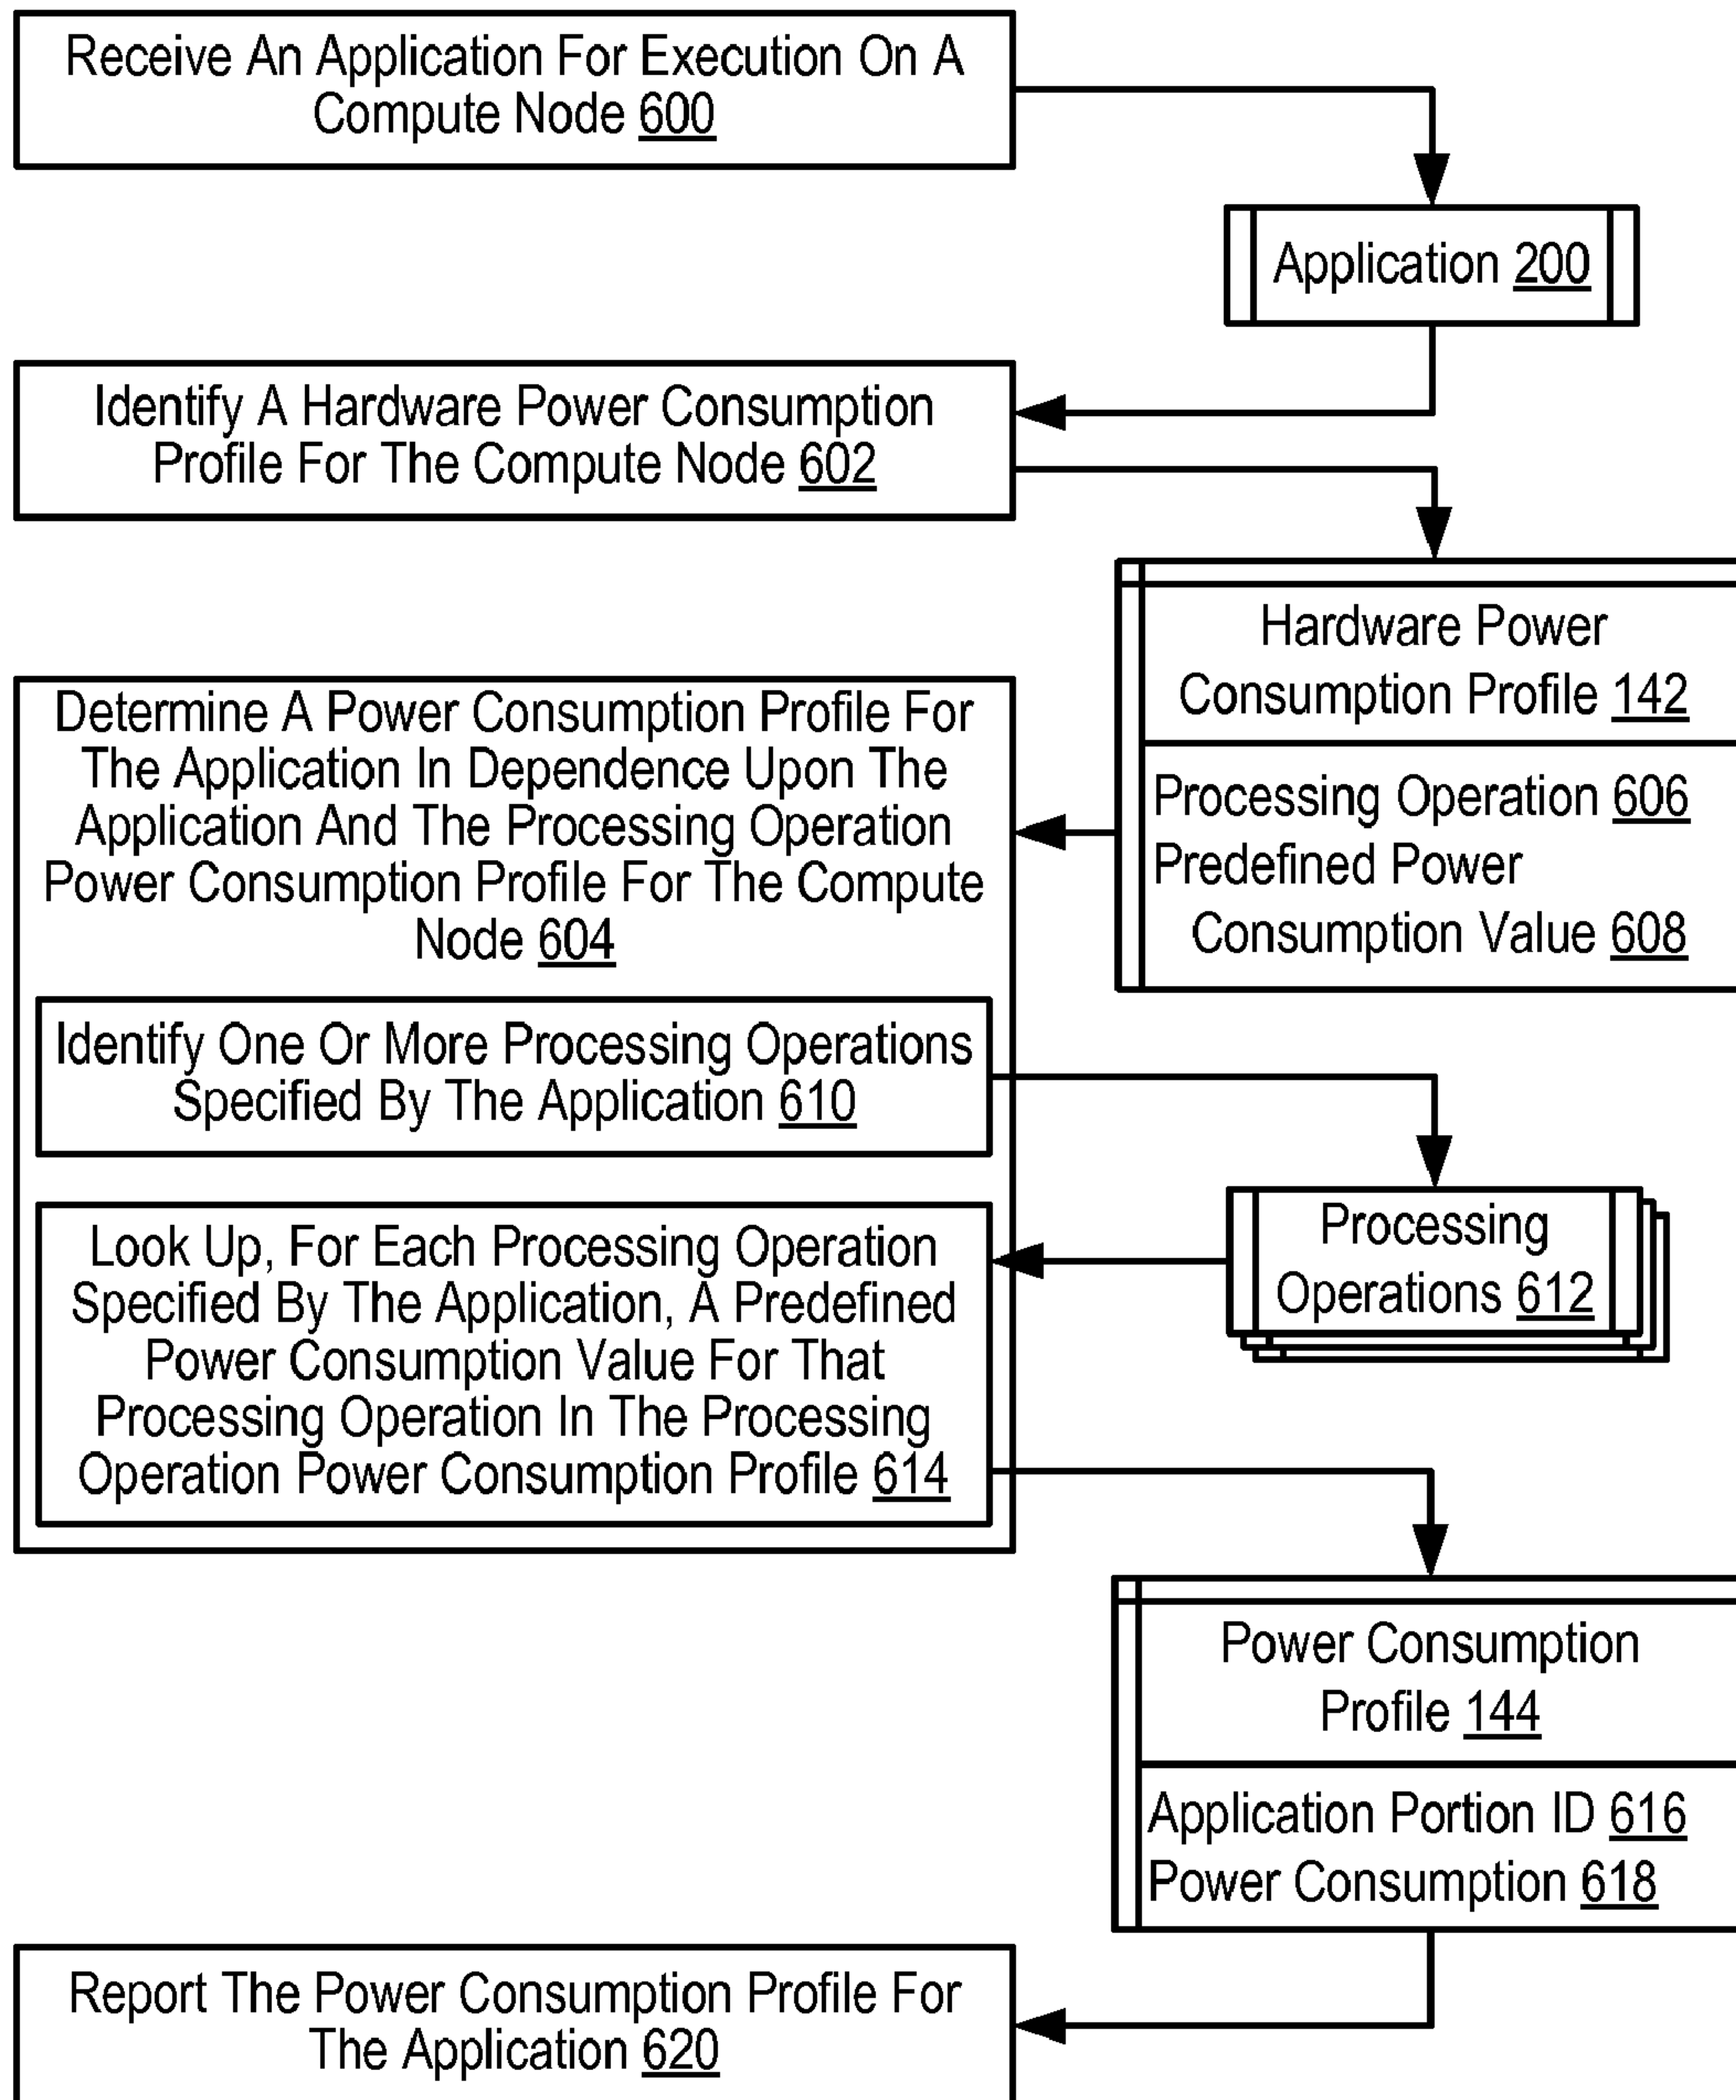 Receive An Application For Execution On A
Compute Node 600
Application 200
Identify A Hardware Power Consumption
Profile For The Compute Node 602
Hardware Power
Consumption Profile 142
Processing Operation 606
Predefined Power
Consumption Value 608
Determine A Power Consumption Profile For
The Application In Dependence Upon The
Application And The Processing Operation
Power Consumption Profile For The Compute
Node 604
Identify One Or More Processing Operations
Specified By The Application 610
Processing
Operations 612
Look Up, For Each Processing Operation
Specified By The Application, A Predefined
Power Consumption Value For That
Processing Operation In The Processing
Operation Power Consumption Profile 614
Power Consumption
Profile 144
Application Portion ID 616
Power Consumption 618
Report The Power Consumption Profile For
The Application 620